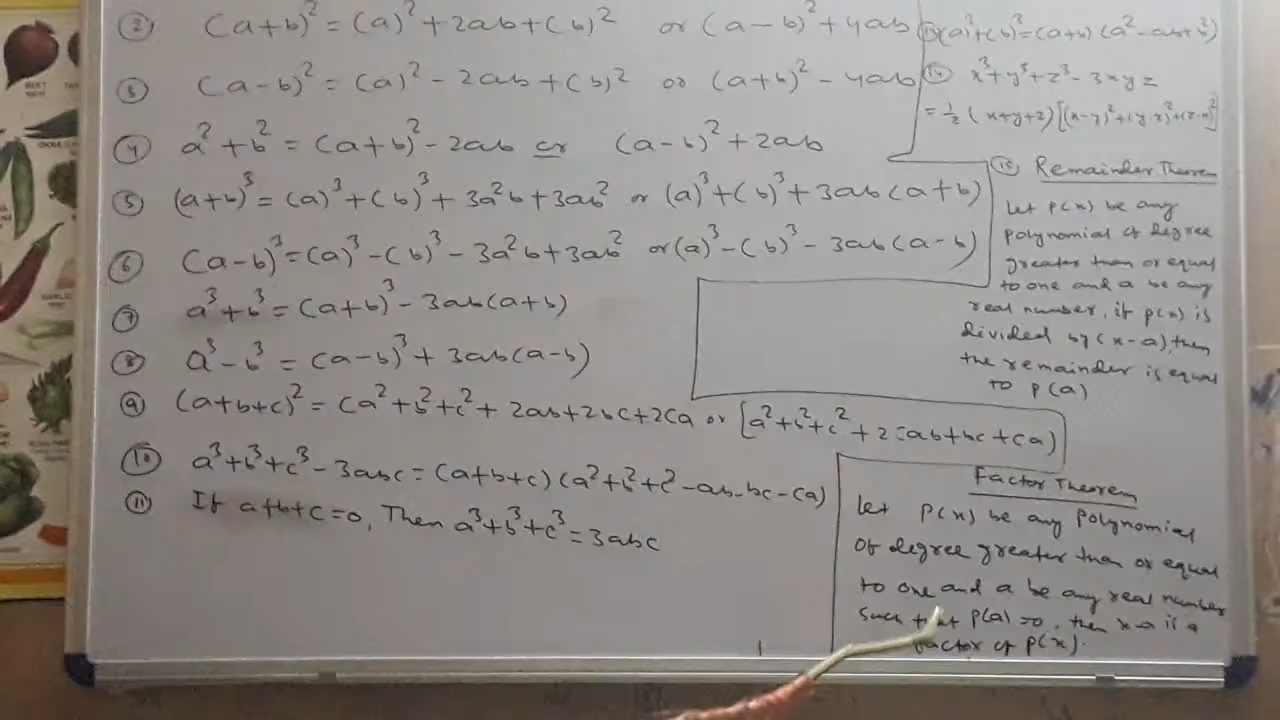 ② (a+b)² = (a)² + 2ab + (b)² or (a-b)² + 4ab
③ (a-b)² = (a)² - 2ab + (b)² or (a+b)² - 4ab
④ a² + b² = (a+b)² - 2ab or (a-b)² + 2ab
⑤ (a+b)³ = (a)³ + (b)³ + 3a²b + 3ab² or (a)³ + (b)³ + 3ab(a+b)
⑥ (a-b)³ = (a)³ - (b)³ - 3a²b + 3ab² or (a)³ - (b)³ - 3ab(a-b)
⑦ a³ + b³ = (a+b)³ - 3ab(a+b)
⑧ a³ - b³ = (a-b)³ + 3ab(a-b)
⑨ (a+b+c)² = (a² + b² + c² + 2ab + 2bc + 2ca or [a² + b² + c² + 2(ab + bc + ca)
⑩ a³ + b³ + c³ - 3abc = (a+b+c) (a² + b² + c² - ab - bc - ca)
⑪ If a+b+c = 0, Then a³ + b³ + c³ = 3abc
(a)³ + (b)³ = (a+b) (a² - ab + b²)
⑭ x³ + y³ + z³ - 3xyz
= ½ (x+y+z) [(x-y)² + (y-z)² + (z-x)²]
⑮ Remainder Theorem
Let p(x) be any
polynomial of degree
greater than or equal
to one and a be any
real number, if p(x) is
divided by (x-a), then
the remainder is equal
to p(a)
Factor Theorem
Let p(x) be any polynomial
of degree greater than or equal
to one and a be any real number
such that p(a) = 0, then x-a is a
factor of p(x).
BEET
GARLIC